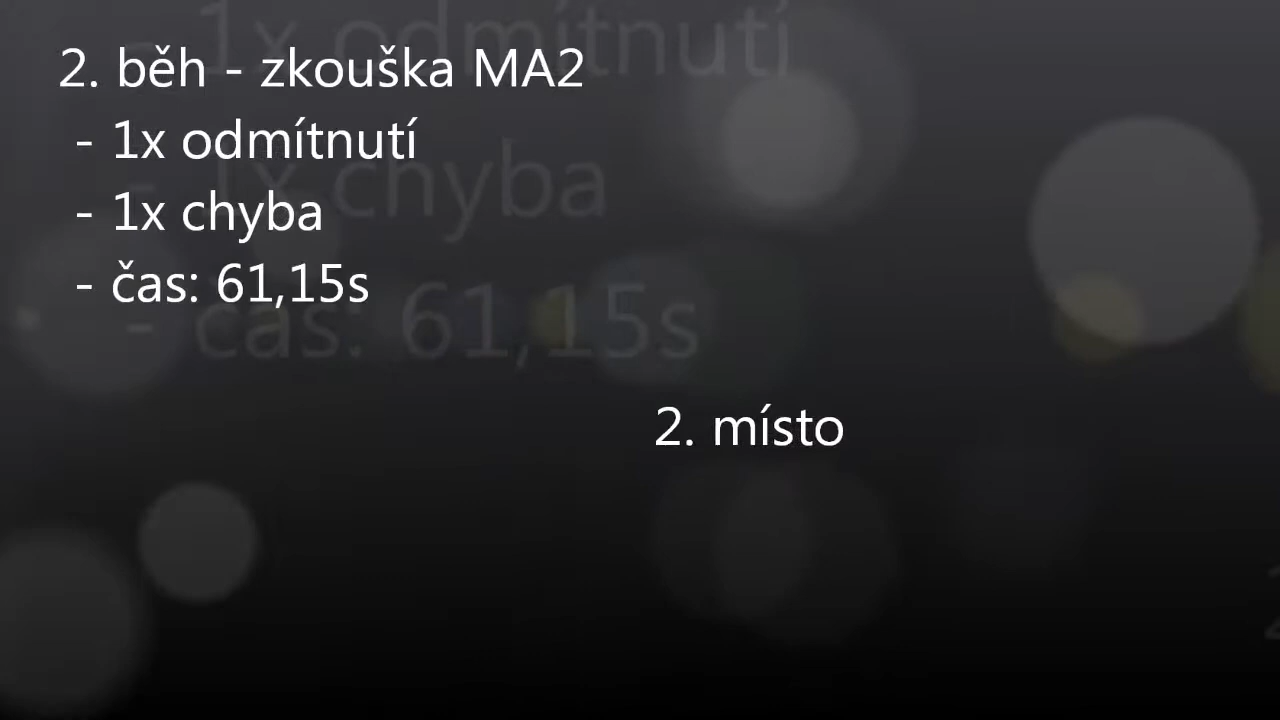 2. běh - zkouška MA2
- 1x odmítnutí
- 1x chyba
- čas: 61,15s
2. místo